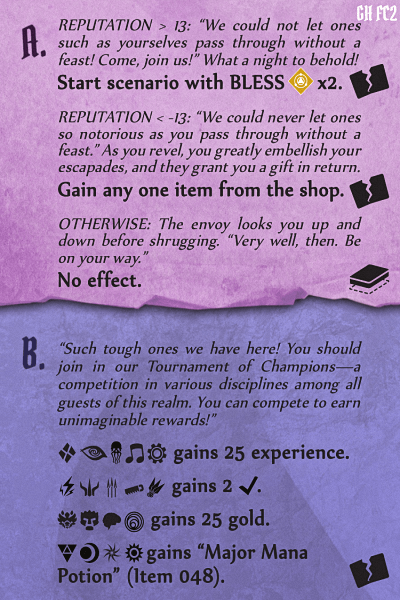 GH FC2
A.
REPUTATION > 13: “We could not let ones
such as yourselves pass through without a
feast! Come, join us!” What a night to behold!
Start scenario with BLESS x2.
REPUTATION < -13: “We could never let ones
so notorious as you pass through without a
feast.” As you revel, you greatly embellish your
escapades, and they grant you a gift in return.
Gain any one item from the shop.
OTHERWISE: The envoy looks you up and
down before shrugging. “Very well, then. Be
on your way.”
No effect.
B.
“Such tough ones we have here! You should
join in our Tournament of Champions—a
competition in various disciplines among all
guests of this realm. You can compete to earn
unimaginable rewards!”
gains 25 experience.
gains 2 ✓.
gains 25 gold.
gains “Major Mana
Potion” (Item 048).